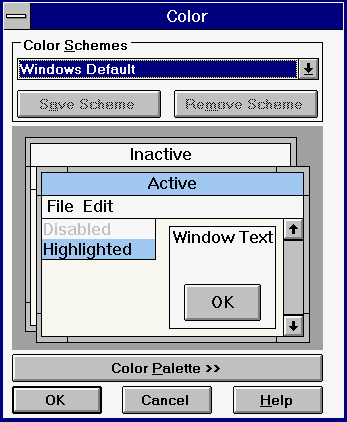 Color
Color Schemes
Windows Default
Save Scheme Remove Scheme
Inactive
Active
File Edit
Disabled
Highlighted
Window Text
OK
Color Palette >>
OK Cancel Help